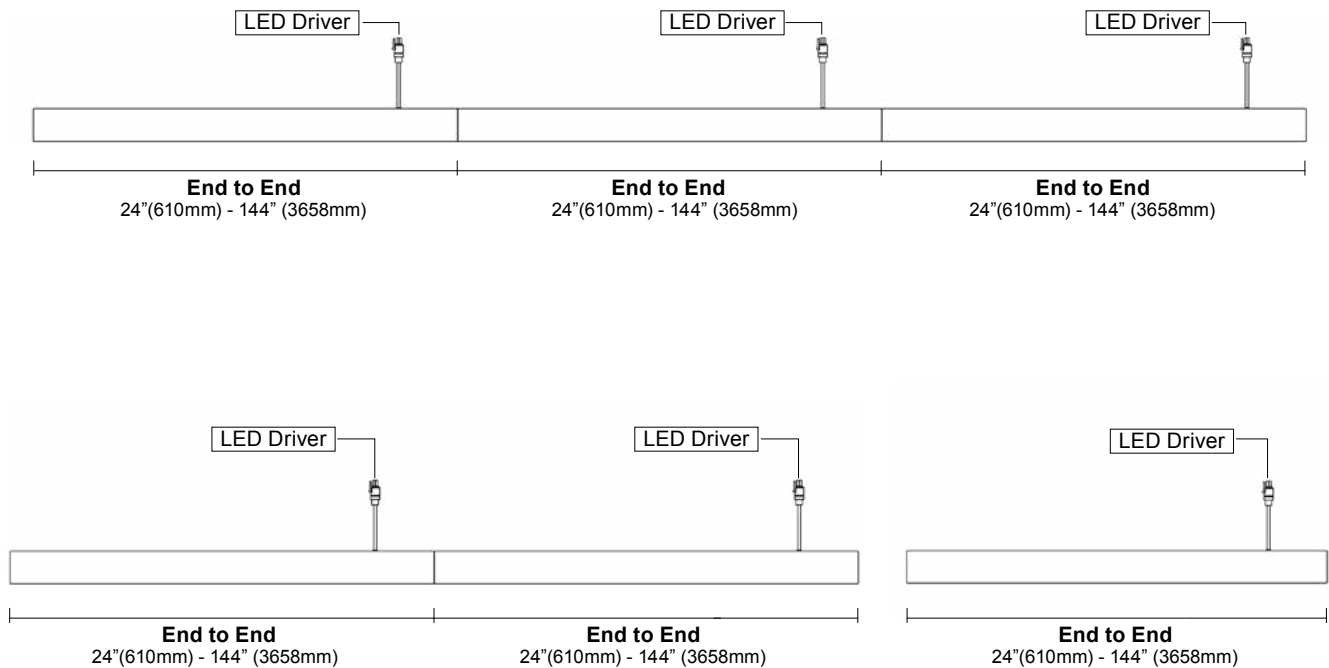 LED Driver
LED Driver
LED Driver
End to End
24”(610mm) - 144” (3658mm)
End to End
24”(610mm) - 144” (3658mm)
End to End
24”(610mm) - 144” (3658mm)
LED Driver
LED Driver
LED Driver
End to End
24”(610mm) - 144” (3658mm)
End to End
24”(610mm) - 144” (3658mm)
End to End
24”(610mm) - 144” (3658mm)